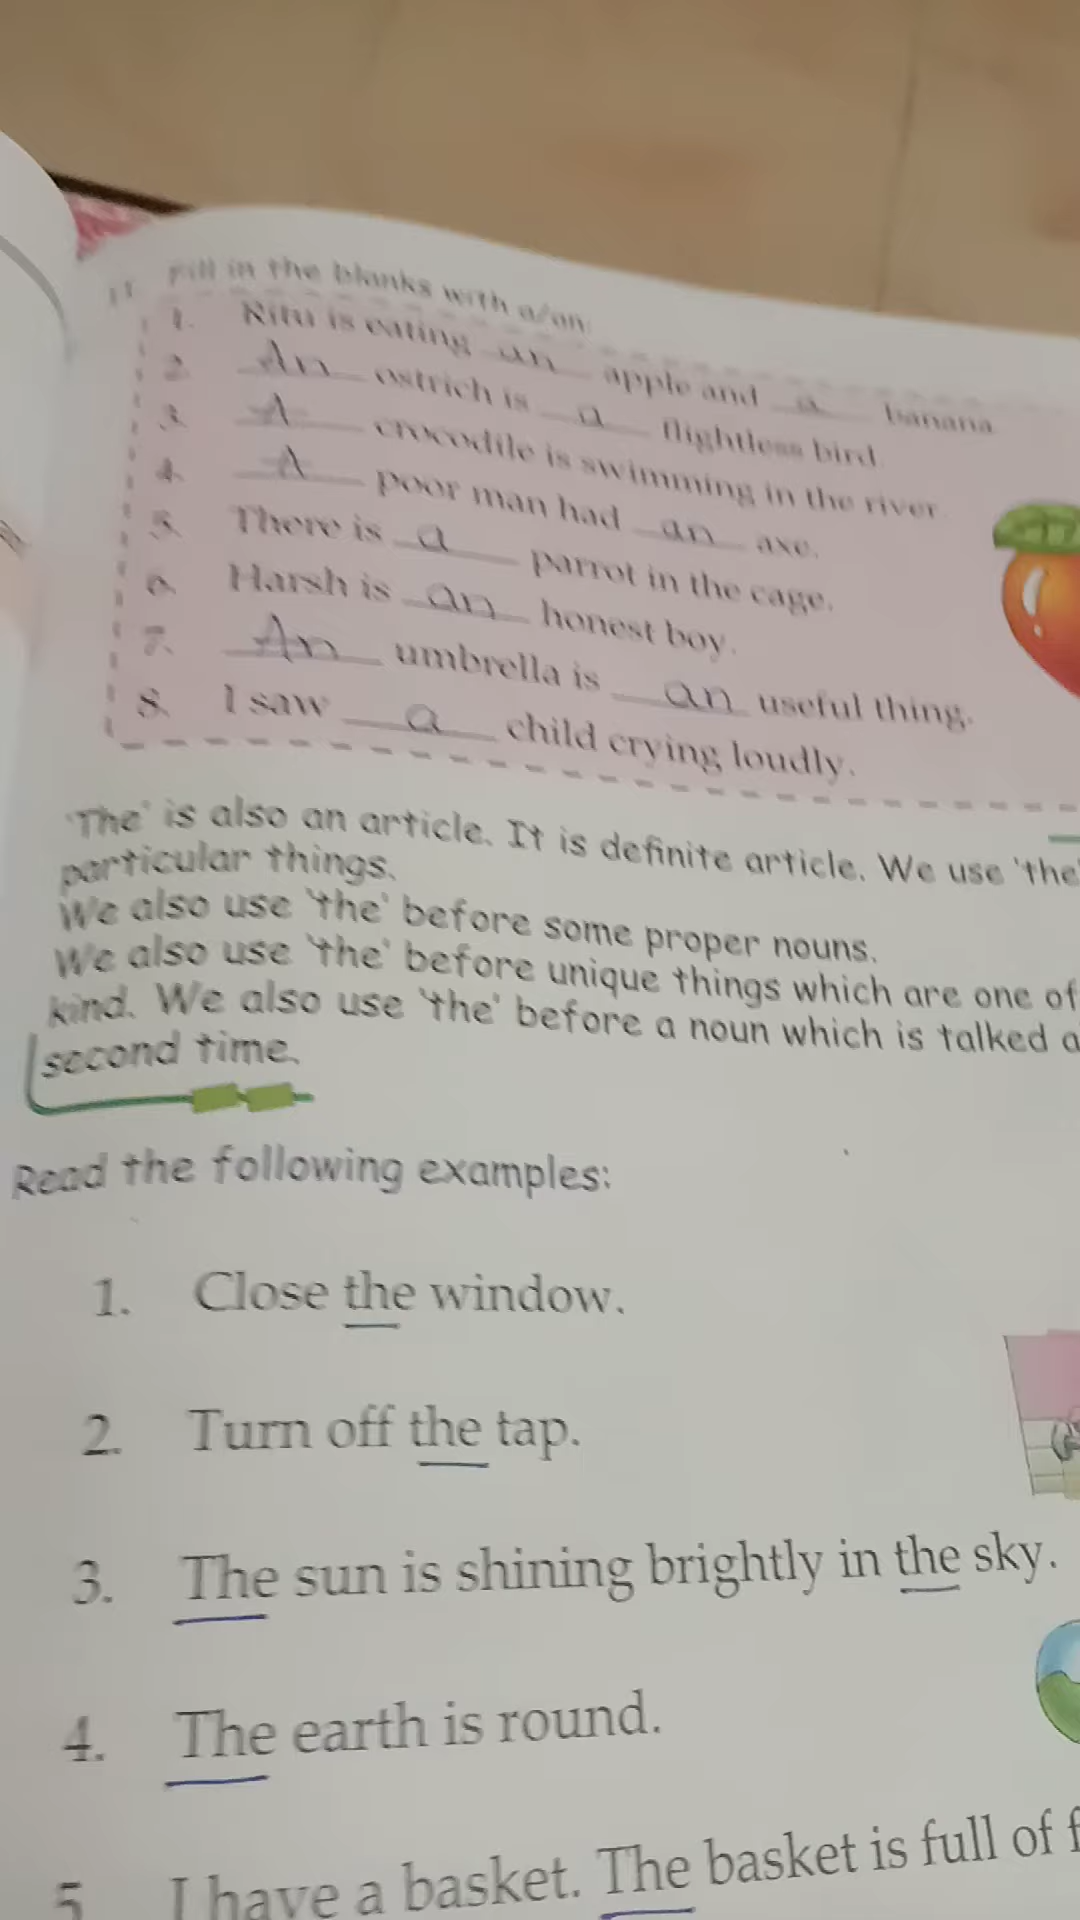 Fill in the blanks with a/an:
1. Ritu is eating an apple and a banana
2. An ostrich is a flightless bird.
3. A crocodile is swimming in the river
4. A poor man had an axe.
5. There is a parrot in the cage.
6. Harsh is an honest boy.
7. An umbrella is an useful thing.
8. I saw a child crying loudly.
'The' is also an article. It is definite article. We use 'the'
particular things.
We also use 'the' before some proper nouns.
We also use 'the' before unique things which are one of
kind. We also use 'the' before a noun which is talked a
second time.
Read the following examples:
1. Close the window.
2. Turn off the tap.
3. The sun is shining brightly in the sky.
4. The earth is round.
5 I have a basket. The basket is full of f